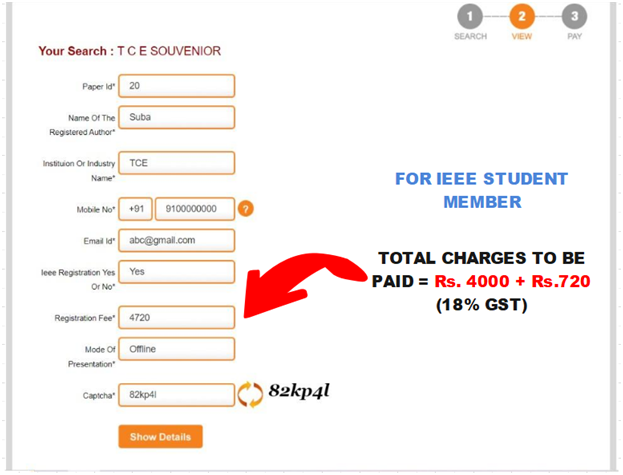 1 2 3
SEARCH VIEW PAY
Your Search : T C E SOUVENIOR
Paper Id* 20
Name Of The
Registered Author* Suba
Instituion Or Industry
Name* TCE
Mobile No* +91 9100000000 ?
Email Id* abc@gmail.com
Ieee Registration Yes
Or No* Yes
Registration Fee* 4720
Mode Of
Presentation* Offline
Captcha* 82kp4l 82kp4l
Show Details
FOR IEEE STUDENT
MEMBER
TOTAL CHARGES TO BE
PAID = Rs. 4000 + Rs.720
(18% GST)